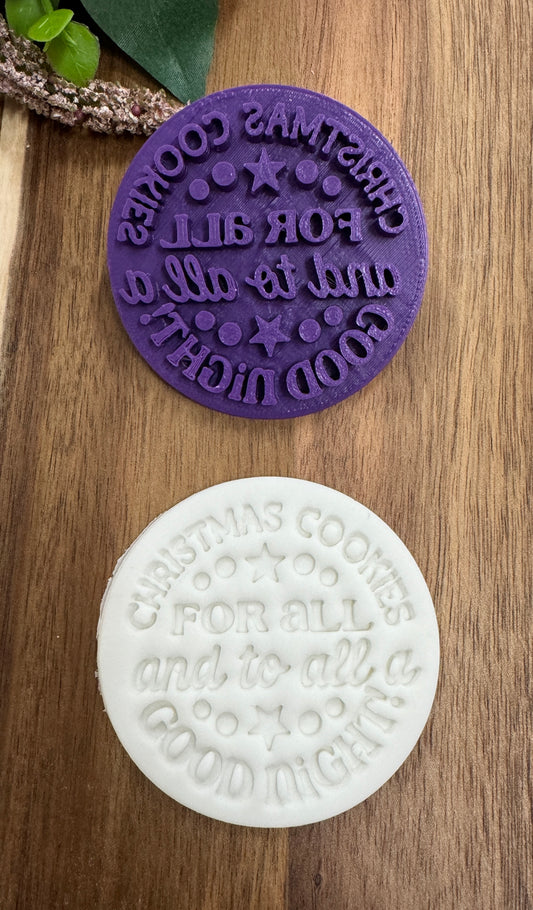 CHRISTMAS COOKIES
FOR aLL
and to all a
GOOD NiGHT!
CHRISTMAS COOKIES
FOR aLL
and to all a
GOOD NiGHT!